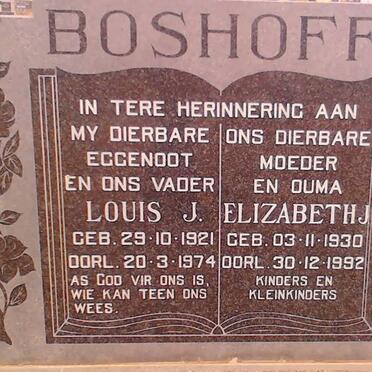 BOSHOFF
IN TERE HERINNERING AAN
MY DIERBARE
EGGENOOT
EN ONS VADER
LOUIS J.
GEB. 29·10·1921
OORL. 20·3·1974
AS GOD VIR ONS IS,
WIE KAN TEEN ONS
WEES.
ONS DIERBARE
MOEDER
EN OUMA
ELIZABETH J
GEB. 03·11·1930
OORL. 30·12·1992
KINDERS EN
KLEINKINDERS